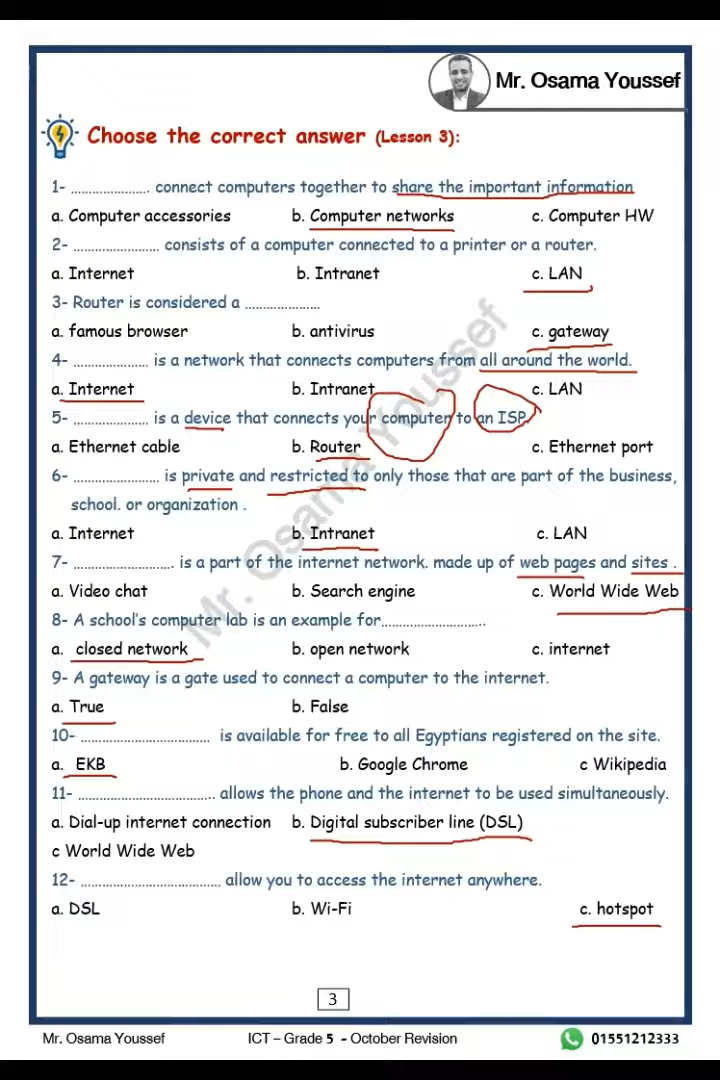 Mr. Osama Youssef
Choose the correct answer (Lesson 3):
1- ...................... connect computers together to share the important information
a. Computer accessories b. Computer networks c. Computer HW
2- ........................ consists of a computer connected to a printer or a router.
a. Internet b. Intranet c. LAN
3- Router is considered a .....................
a. famous browser b. antivirus c. gateway
4- ..................... is a network that connects computers from all around the world.
a. Internet b. Intranet c. LAN
5- ..................... is a device that connects your computer to an ISP.
a. Ethernet cable b. Router c. Ethernet port
6- ........................ is private and restricted to only those that are part of the business,
school. or organization .
a. Internet b. Intranet c. LAN
7- ............................ is a part of the internet network. made up of web pages and sites .
a. Video chat b. Search engine c. World Wide Web
8- A school's computer lab is an example for.............................
a. closed network b. open network c. internet
9- A gateway is a gate used to connect a computer to the internet.
a. True b. False
10- .................................... is available for free to all Egyptians registered on the site.
a. EKB b. Google Chrome c Wikipedia
11- ...................................... allows the phone and the internet to be used simultaneously.
a. Dial-up internet connection b. Digital subscriber line (DSL)
c World Wide Web
12- ....................................... allow you to access the internet anywhere.
a. DSL b. Wi-Fi c. hotspot
Mr. Osama Youssef
3
Mr. Osama Youssef ICT – Grade 5 - October Revision 01551212333